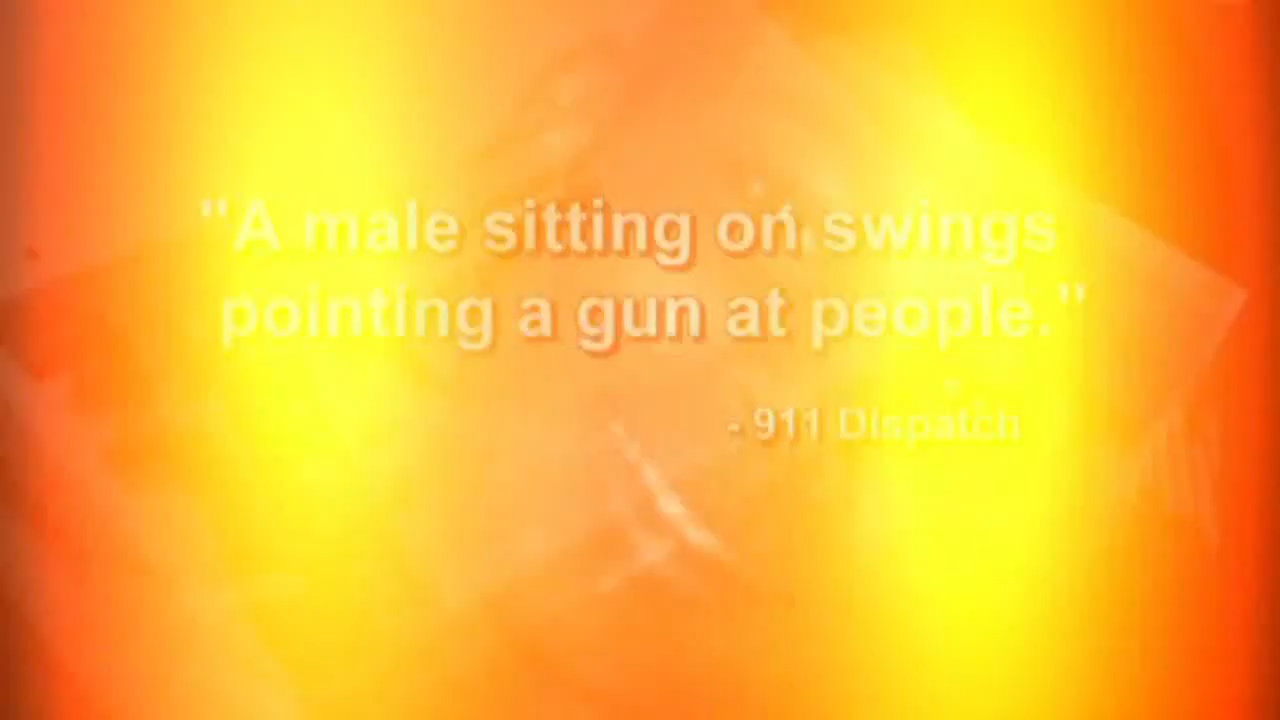 "A male sitting on swings
pointing a gun at people."
- 911 Dispatch